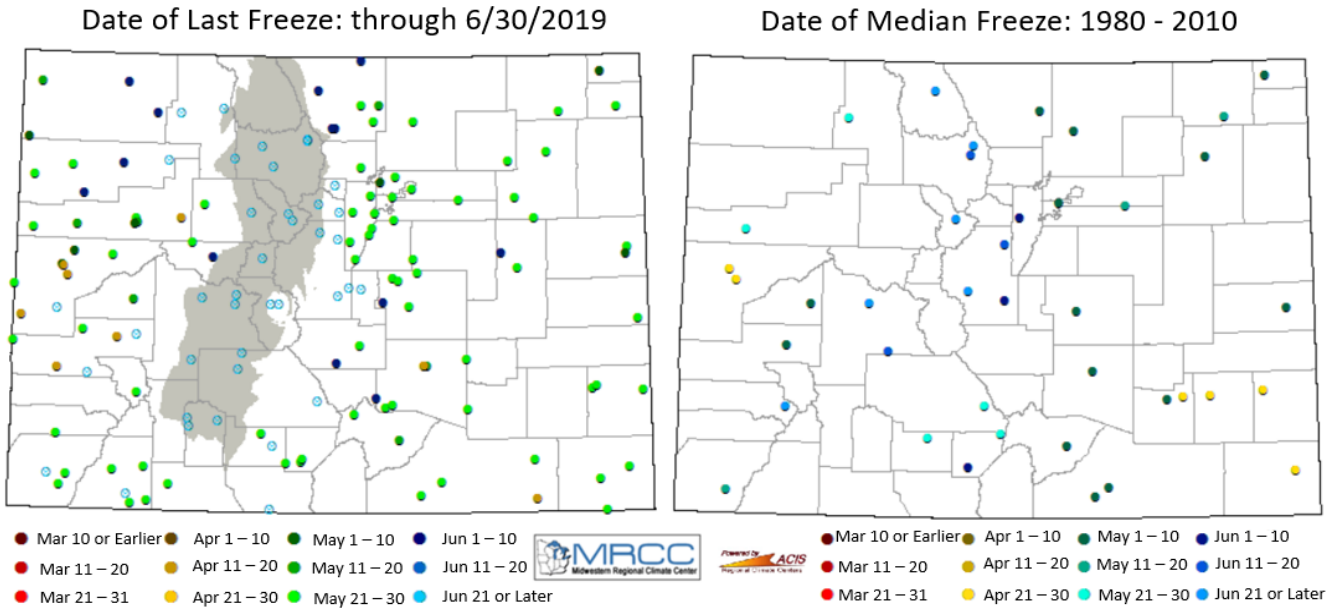 Date of Last Freeze: through 6/30/2019
Date of Median Freeze: 1980 - 2010
Mar 10 or Earlier Apr 1 – 10 May 1 – 10 Jun 1 – 10
Mar 11 – 20 Apr 11 – 20 May 11 – 20 Jun 11 – 20
Mar 21 – 31 Apr 21 – 30 May 21 – 30 Jun 21 or Later
MRCC
Midwestern Regional Climate Center
Powered by
ACIS
Regional Climate Centers
Mar 10 or Earlier Apr 1 – 10 May 1 – 10 Jun 1 – 10
Mar 11 – 20 Apr 11 – 20 May 11 – 20 Jun 11 – 20
Mar 21 – 31 Apr 21 – 30 May 21 – 30 Jun 21 or Later